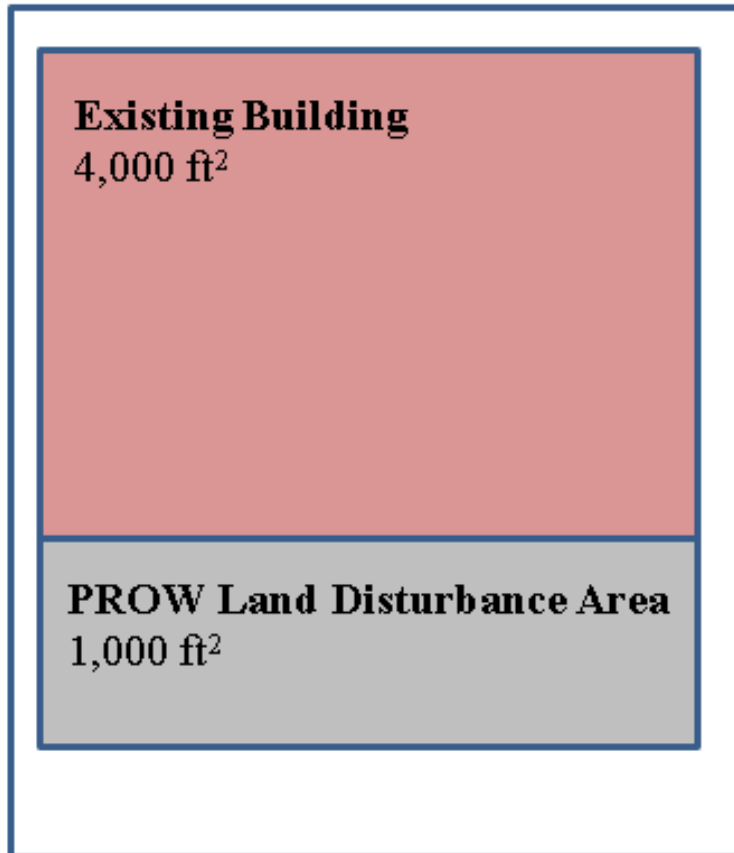 Existing Building
4,000 ft²
PROW Land Disturbance Area
1,000 ft²